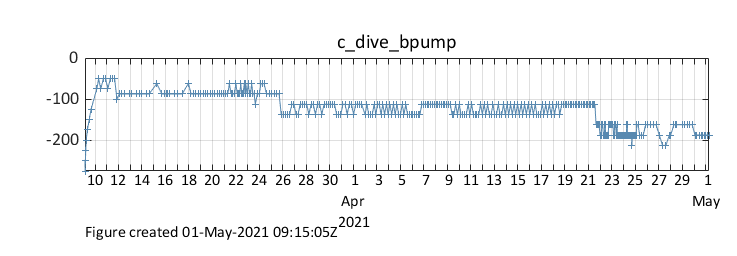 c_dive_bpump
0
-100
-200
10 12 14 16 18 20 22 24 26 28 30 1 3 5 7 9 11 13 15 17 19 21 23 25 27 29 1
Apr May
2021
Figure created 01-May-2021 09:15:05Z